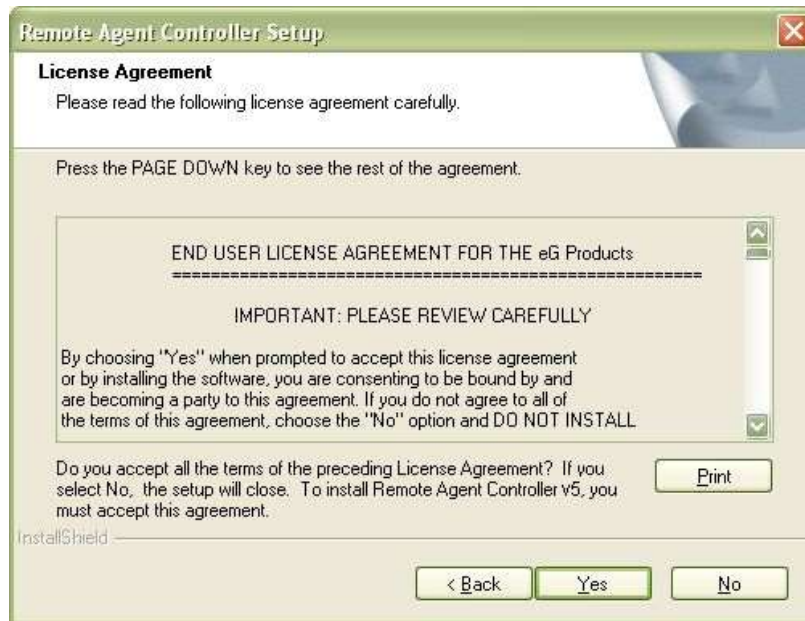 Remote Agent Controller Setup
License Agreement
Please read the following license agreement carefully.
Press the PAGE DOWN key to see the rest of the agreement.
END USER LICENSE AGREEMENT FOR THE eG Products
=======================================================
IMPORTANT: PLEASE REVIEW CAREFULLY
By choosing "Yes" when prompted to accept this license agreement
or by installing the software, you are consenting to be bound by and
are becoming a party to this agreement. If you do not agree to all of
the terms of this agreement, choose the "No" option and DO NOT INSTALL
Do you accept all the terms of the preceding License Agreement? If you
select No, the setup will close. To install Remote Agent Controller v5, you
must accept this agreement.
Print
InstallShield
< Back
Yes
No